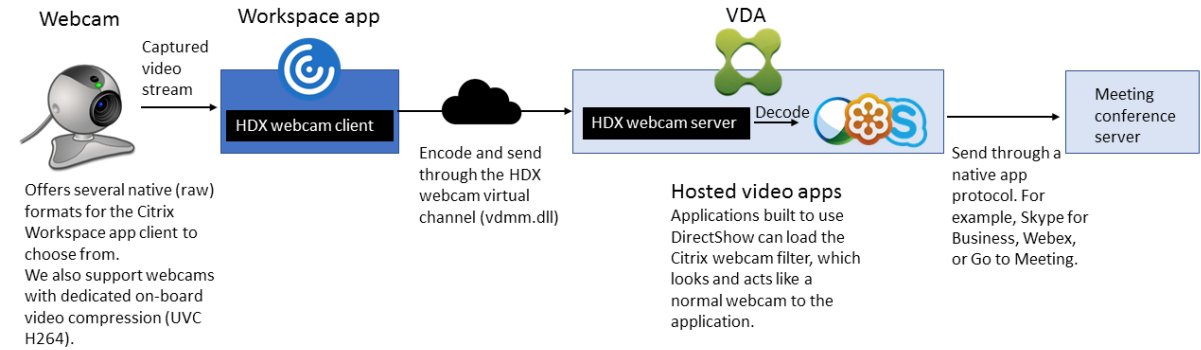 Webcam
Captured
video
stream
Offers several native (raw)
formats for the Citrix
Workspace app client to
choose from.
We also support webcams
with dedicated on-board
video compression (UVC
H264).
Workspace app
HDX webcam client
Encode and send
through the HDX
webcam virtual
channel (vdmm.dll)
VDA
HDX webcam server
Decode
S
Hosted video apps
Applications built to use
DirectShow can load the
Citrix webcam filter, which
looks and acts like a
normal webcam to the
application.
Send through a
native app
protocol. For
example, Skype for
Business, Webex,
or Go to Meeting.
Meeting
conference
server